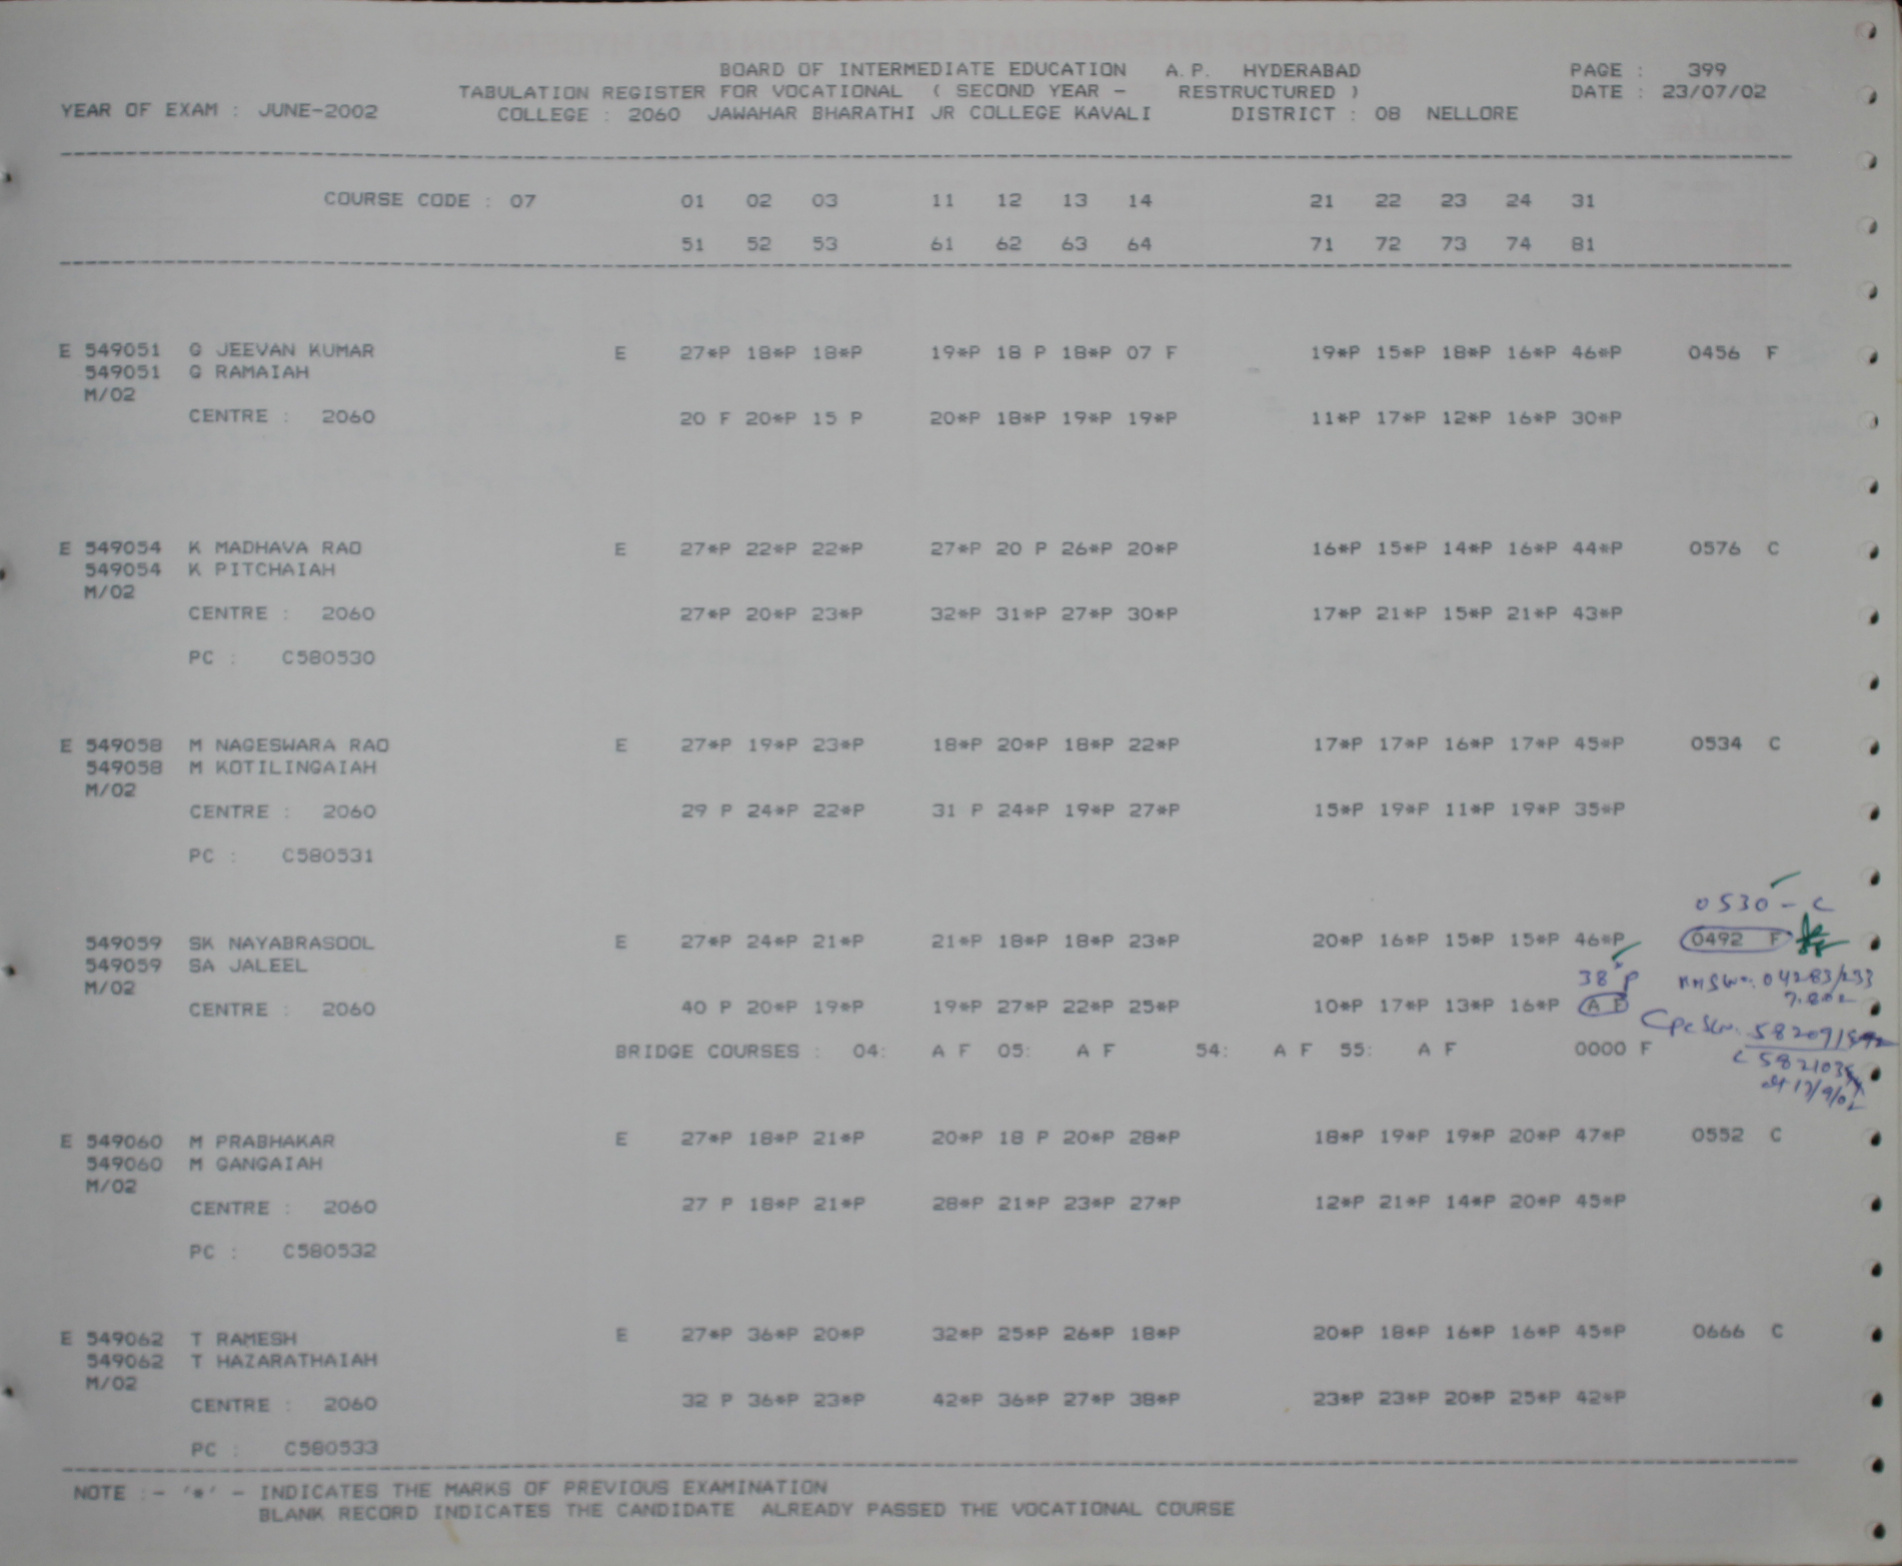 BOARD OF INTERMEDIATE EDUCATION A.P. HYDERABAD PAGE : 399
TABULATION REGISTER FOR VOCATIONAL ( SECOND YEAR - RESTRUCTURED ) DATE : 23/07/02
YEAR OF EXAM : JUNE-2002 COLLEGE : 2060 JAWAHAR BHARATHI JR COLLEGE KAVALI DISTRICT : 08 NELLORE
COURSE CODE : 07 01 02 03 11 12 13 14 21 22 23 24 31
51 52 53 61 62 63 64 71 72 73 74 81
E 549051 G JEEVAN KUMAR E 27*P 18*P 18*P 19*P 18 P 18*P 07 F 19*P 15*P 18*P 16*P 46*P 0456 F
549051 G RAMAIAH
M/02
CENTRE : 2060 20 F 20*P 15 P 20*P 18*P 19*P 19*P 11*P 17*P 12*P 16*P 30*P
E 549054 K MADHAVA RAO E 27*P 22*P 22*P 27*P 20 P 26*P 20*P 16*P 15*P 14*P 16*P 44*P 0576 C
549054 K PITCHAIAH
M/02
CENTRE : 2060 27*P 20*P 23*P 32*P 31*P 27*P 30*P 17*P 21*P 15*P 21*P 43*P
PC : C580530
E 549058 M NAGESWARA RAO E 27*P 19*P 23*P 18*P 20*P 18*P 22*P 17*P 17*P 16*P 17*P 45*P 0534 C
549058 M KOTILINGAIAH
M/02
CENTRE : 2060 29 P 24*P 22*P 31 P 24*P 19*P 27*P 15*P 19*P 11*P 19*P 35*P
PC : C580531
0530 - C
549059 SK NAYABRASOOL E 27*P 24*P 21*P 21*P 18*P 18*P 23*P 20*P 16*P 15*P 15*P 46*P 0492 F
549059 SA JALEEL
38*P
M/02
CENTRE : 2060 40 P 20*P 19*P 19*P 27*P 22*P 25*P 10*P 17*P 13*P 16*P A F
BRIDGE COURSES : 04: A F 05: A F 54: A F 55: A F 0000 F
E 549060 M PRABHAKAR E 27*P 18*P 21*P 20*P 18 P 20*P 28*P 18*P 19*P 19*P 20*P 47*P 0552 C
549060 M GANGAIAH
M/02
CENTRE : 2060 27 P 18*P 21*P 28*P 21*P 23*P 27*P 12*P 21*P 14*P 20*P 45*P
PC : C580532
E 549062 T RAMESH E 27*P 36*P 20*P 32*P 25*P 26*P 18*P 20*P 18*P 16*P 16*P 45*P 0666 C
549062 T HAZARATHAIAH
M/02
CENTRE : 2060 32 P 36*P 23*P 42*P 36*P 27*P 38*P 23*P 23*P 20*P 25*P 42*P
PC : C580533
NOTE :- '*' - INDICATES THE MARKS OF PREVIOUS EXAMINATION
BLANK RECORD INDICATES THE CANDIDATE ALREADY PASSED THE VOCATIONAL COURSE